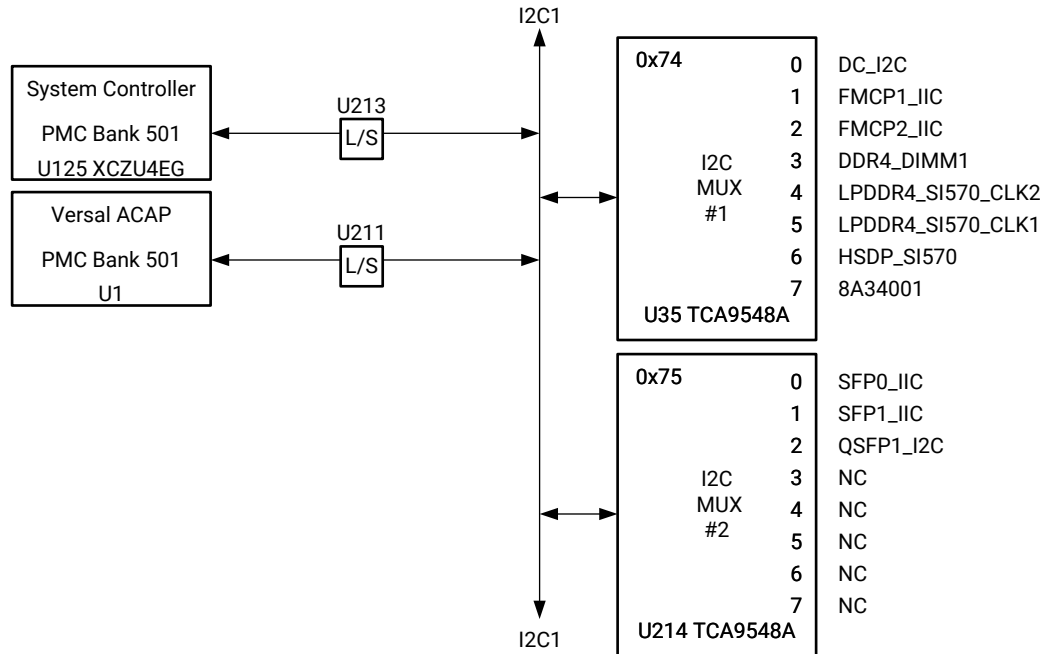 I2C1
System Controller
PMC Bank 501
U125 XCZU4EG
U213
L/S
Versal ACAP
PMC Bank 501
U1
U211
L/S
0x74
I2C
MUX
#1
0 DC_I2C
1 FMCP1_IIC
2 FMCP2_IIC
3 DDR4_DIMM1
4 LPDDR4_SI570_CLK2
5 LPDDR4_SI570_CLK1
6 HSDP_SI570
7 8A34001
U35 TCA9548A
0x75
I2C
MUX
#2
0 SFP0_IIC
1 SFP1_IIC
2 QSFP1_I2C
3 NC
4 NC
5 NC
6 NC
7 NC
U214 TCA9548A
I2C1